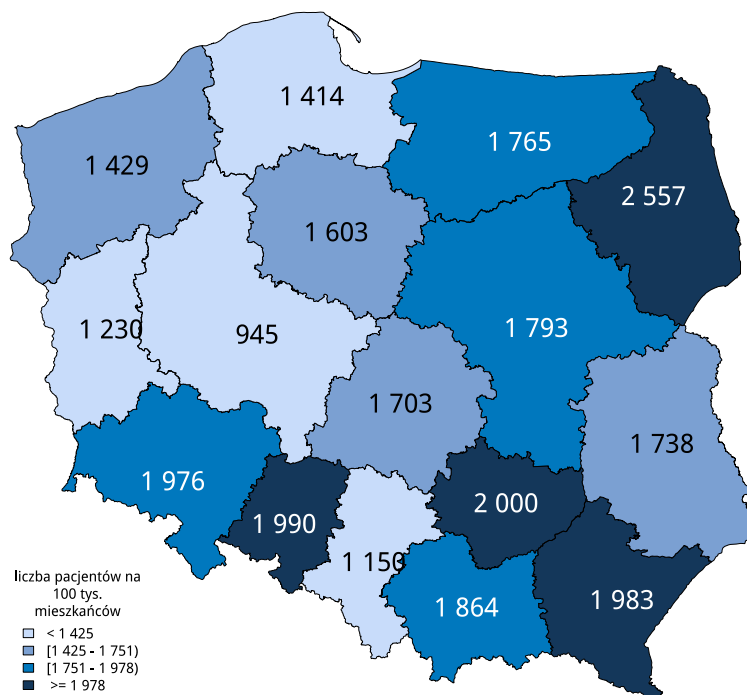 1 414
1 765
1 429
2 557
1 603
1 230
945
1 793
1 703
1 738
1 976
2 000
1 990
1 150
1 864
1 983
liczba pacjentów na
100 tys.
mieszkańców
< 1 425
[1 425 - 1 751)
[1 751 - 1 978)
>= 1 978